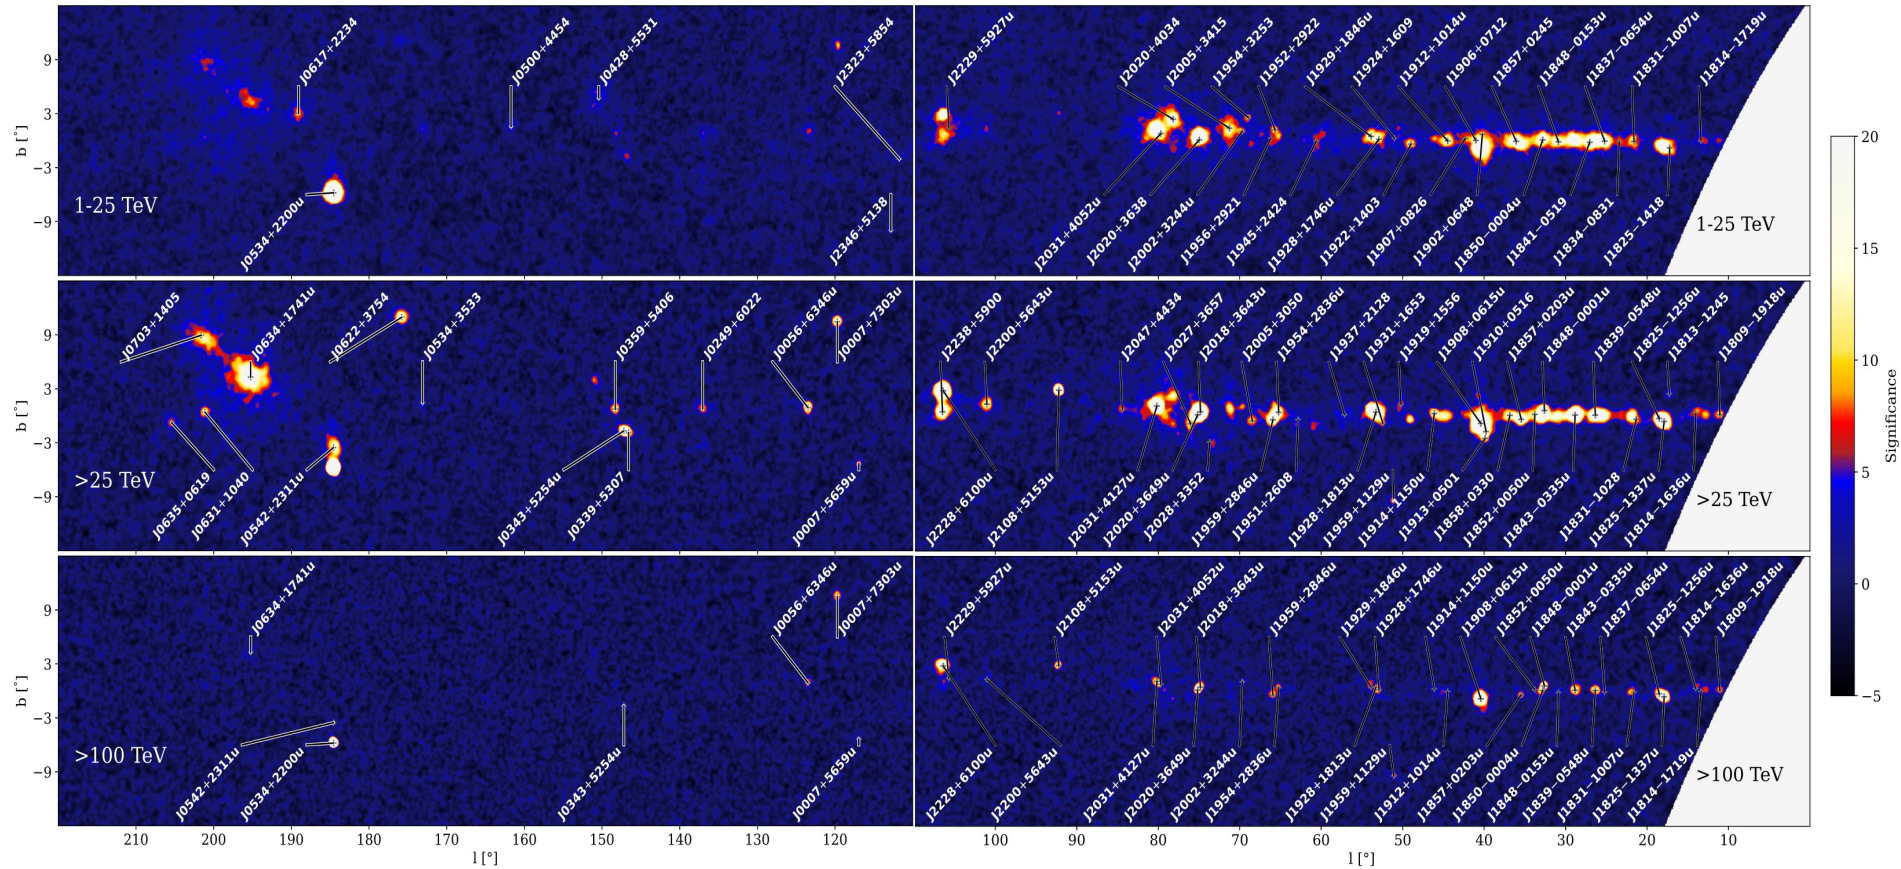 J0617+2234
J0500+4454
J0428+5531
J2323+5854
J0534+2200u
J2346+5138
1-25 TeV
J2229+5927u
J2020+4034
J2005+3415
J1954+3253
J1952+2922
J1929+1846u
J1924+1609
J1912+1014u
J1906+0712
J1857+0245
J1848−0153u
J1837−0654u
J1831−1007u
J1814−1719u
J2031+4052u
J2020+3638
J2002+3244u
J1956+2921
J1945+2424
J1928+1746u
J1922+1403
J1907+0826
J1902+0648
J1850−0004u
J1841−0519
J1834−0831
J1825−1418
1-25 TeV
J0703+1405
J0634+1741u
J0622+3754
J0534+3533
J0359+5406
J0249+6022
J0056+6346u
J0007+7303u
J0635+0619
J0631+1040
J0542+2311u
J0343+5254u
J0339+5307
J0007+5659u
>25 TeV
J2238+5900
J2200+5643u
J2047+4434
J2027+3657
J2018+3643u
J2005+3050
J1954+2836u
J1937+2128
J1931+1653
J1919+1556
J1908+0615u
J1910+0516
J1857+0203u
J1848−0001u
J1839−0548u
J1825−1256u
J1813−1245
J1809−1918u
J2228+6100u
J2108+5153u
J2031+4127u
J2020+3649u
J2028+3352
J1959+2846u
J1951+2608
J1928+1813u
J1959+1129u
J1914+1150u
J1913+0501
J1858+0330
J1852+0050u
J1843−0335u
J1831−1028
J1825−1337u
J1814−1636u
>25 TeV
J0634+1741u
J0056+6346u
J0007+7303u
J0542+2311u
J0534+2200u
J0343+5254u
J0007+5659u
>100 TeV
J2229+5927u
J2108+5153u
J2031+4052u
J2018+3643u
J1959+2846u
J1929+1846u
J1928+1746u
J1914+1150u
J1908+0615u
J1852+0050u
J1848−0001u
J1843−0335u
J1837−0654u
J1825−1256u
J1814−1636u
J1809−1918u
J2228+6100u
J2200+5643u
J2031+4127u
J2020+3649u
J2002+3244u
J1954+2836u
J1928+1813u
J1959+1129u
J1912+1014u
J1857+0203u
J1850−0004u
J1848−0153u
J1839−0548u
J1831−1007u
J1825−1337u
J1814−1719u
>100 TeV
b [°]
9
3
−3
−9
b [°]
9
3
−3
−9
b [°]
9
3
−3
−9
210 200 190 180 170 160 150 140 130 120
l [°]
100 90 80 70 60 50 40 30 20 10
l [°]
20
15
10
5
0
−5
Significance